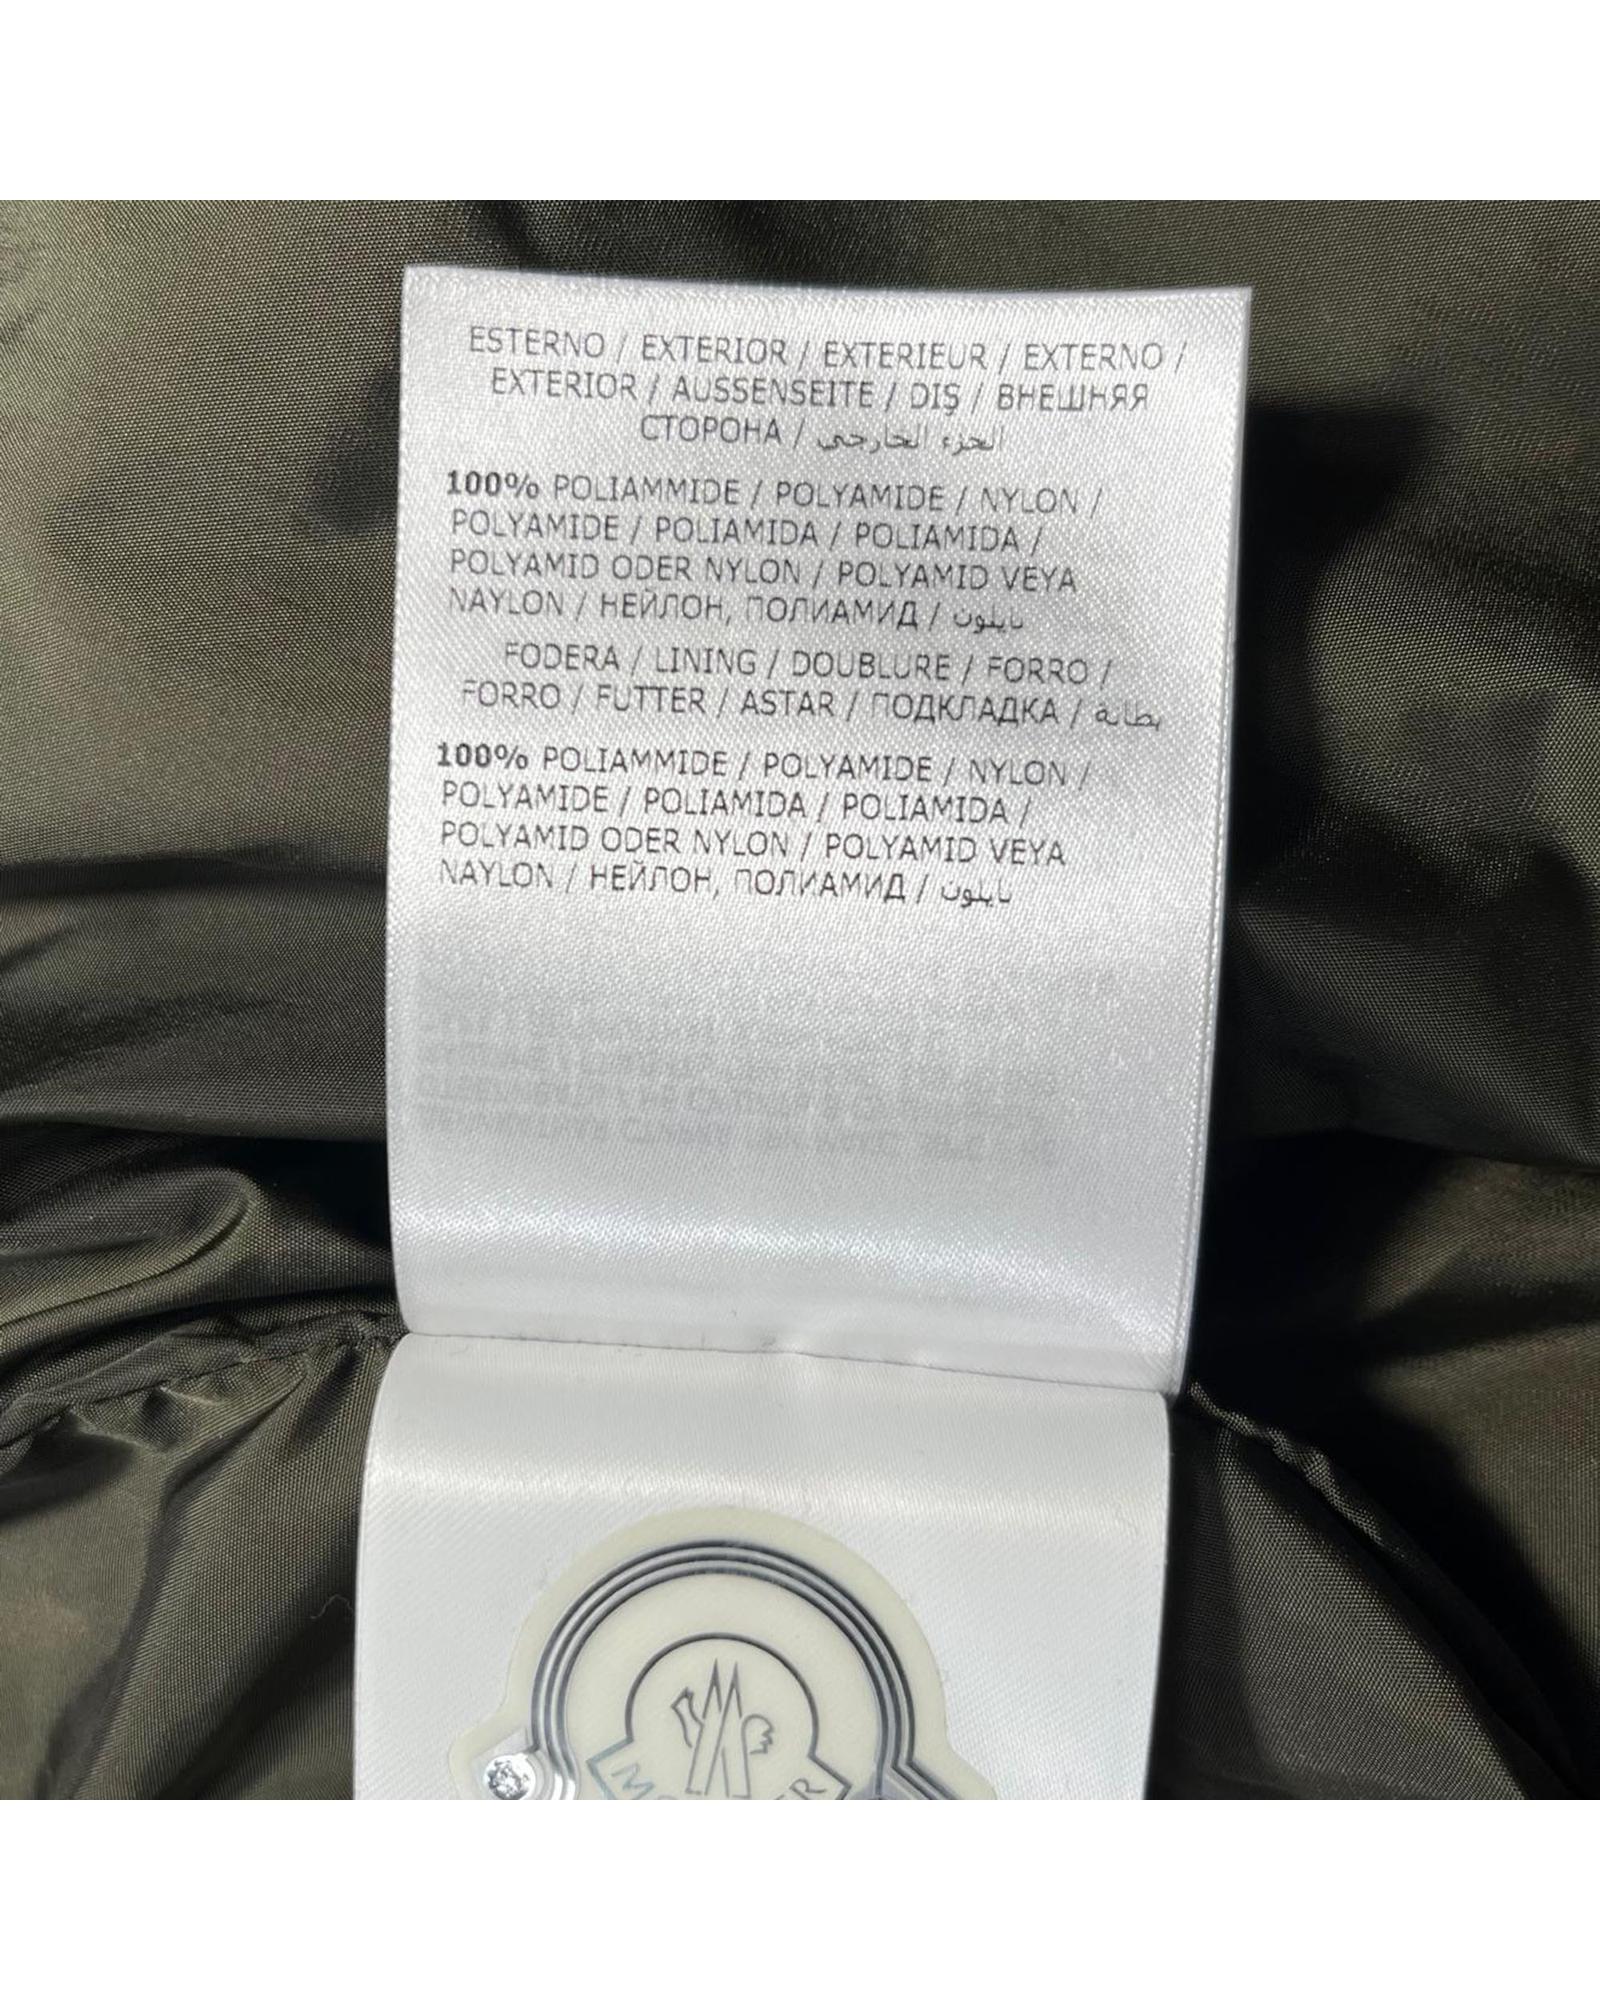 ESTERNO / EXTERIOR / EXTERIEUR / EXTERNO /
EXTERIOR / AUSSENSEITE / DIŞ / ВНЕШНЯЯ
СТОРОНА / الجزء الخارجي
100% POLIAMMIDE / POLYAMIDE / NYLON /
POLYAMIDE / POLIAMIDA / POLIAMIDA /
POLYAMID ODER NYLON / POLYAMID VEYA
NAYLON / НЕЙЛОН, ПОЛИАМИД / نايلون
FODERA / LINING / DOUBLURE / FORRO /
FORRO / FUTTER / ASTAR / ПОДКЛАДКА / بطانة
100% POLIAMMIDE / POLYAMIDE / NYLON /
POLYAMIDE / POLIAMIDA / POLIAMIDA /
POLYAMID ODER NYLON / POLYAMID VEYA
NAYLON / НЕЙЛОН, ПОЛИАМИД / نايلون